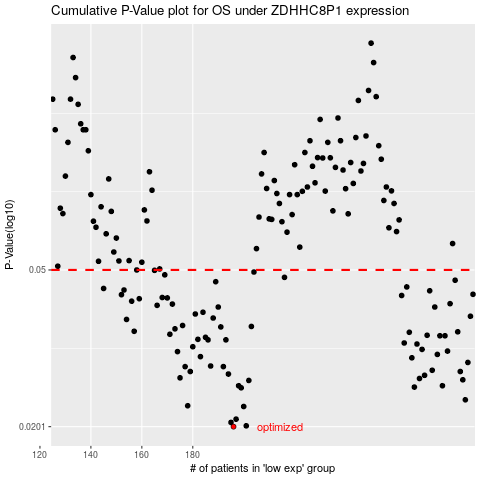 Cumulative P-Value plot for OS under ZDHHC8P1 expression
P-Value(log10)
0.05
0.0201
optimized
120 140 160 180
# of patients in 'low exp' group